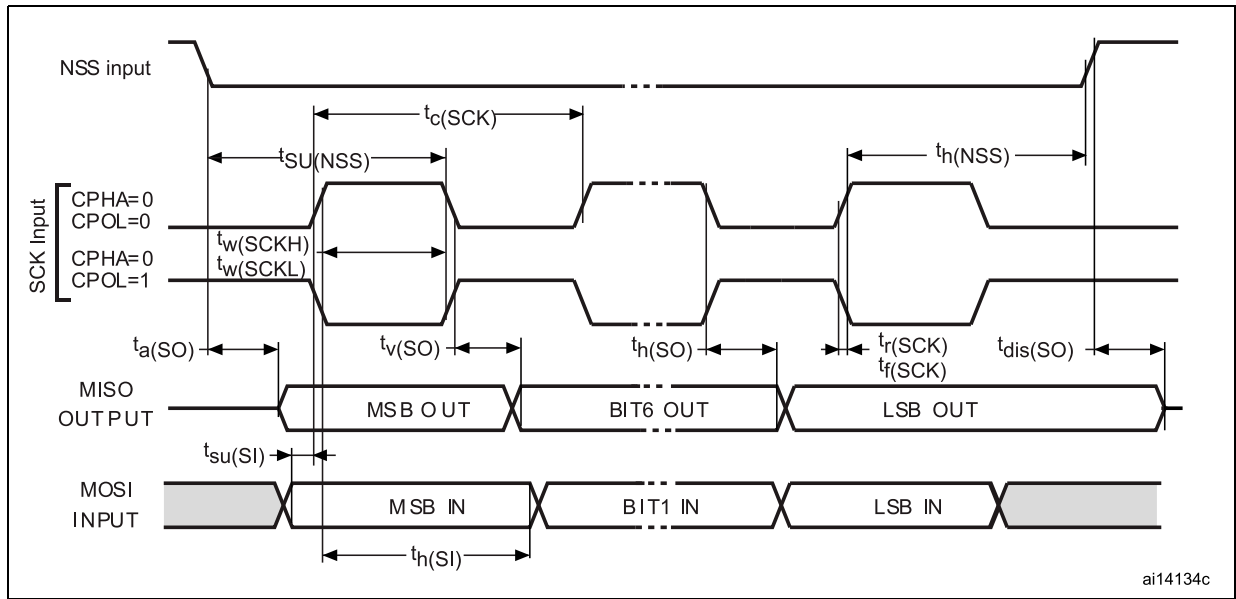 NSS input
tc(SCK)
tSU(NSS)
th(NSS)
SCK Input
CPHA=0
CPOL=0
tw(SCKH)
CPHA=0
tw(SCKL)
CPOL=1
ta(SO)
tv(SO)
th(SO)
tr(SCK)
tf(SCK)
tdis(SO)
MISO
OUTPUT
MSB OUT
BIT6 OUT
LSB OUT
tsu(SI)
MOSI
INPUT
MSB IN
BIT1 IN
LSB IN
th(SI)
ai14134c